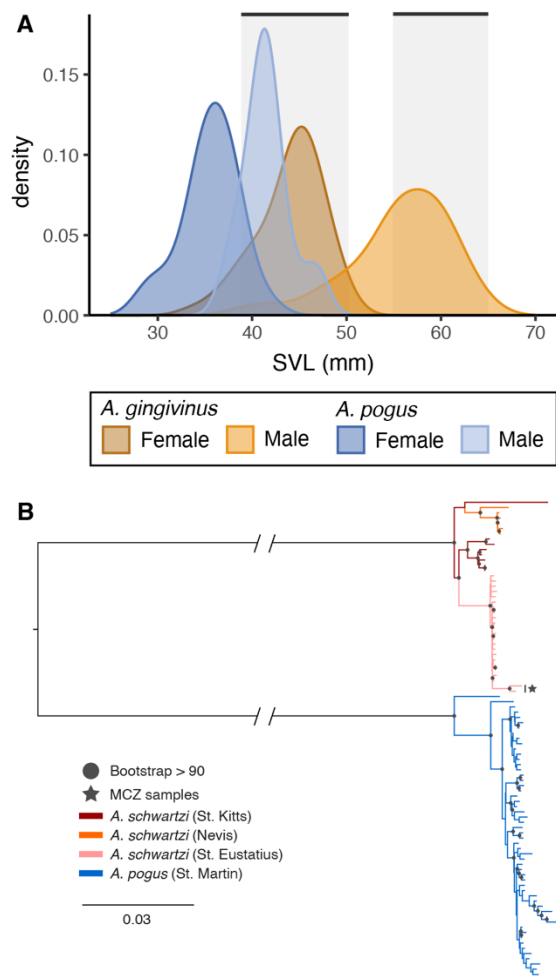 A
0.15
0.10
0.05
0.00
density
30 40 50 60 70
SVL (mm)
A. gingivinus A. pogus
Female Male Female Male
B
Bootstrap > 90
MCZ samples
A. schwartzi (St. Kitts)
A. schwartzi (Nevis)
A. schwartzi (St. Eustatius)
A. pogus (St. Martin)
0.03